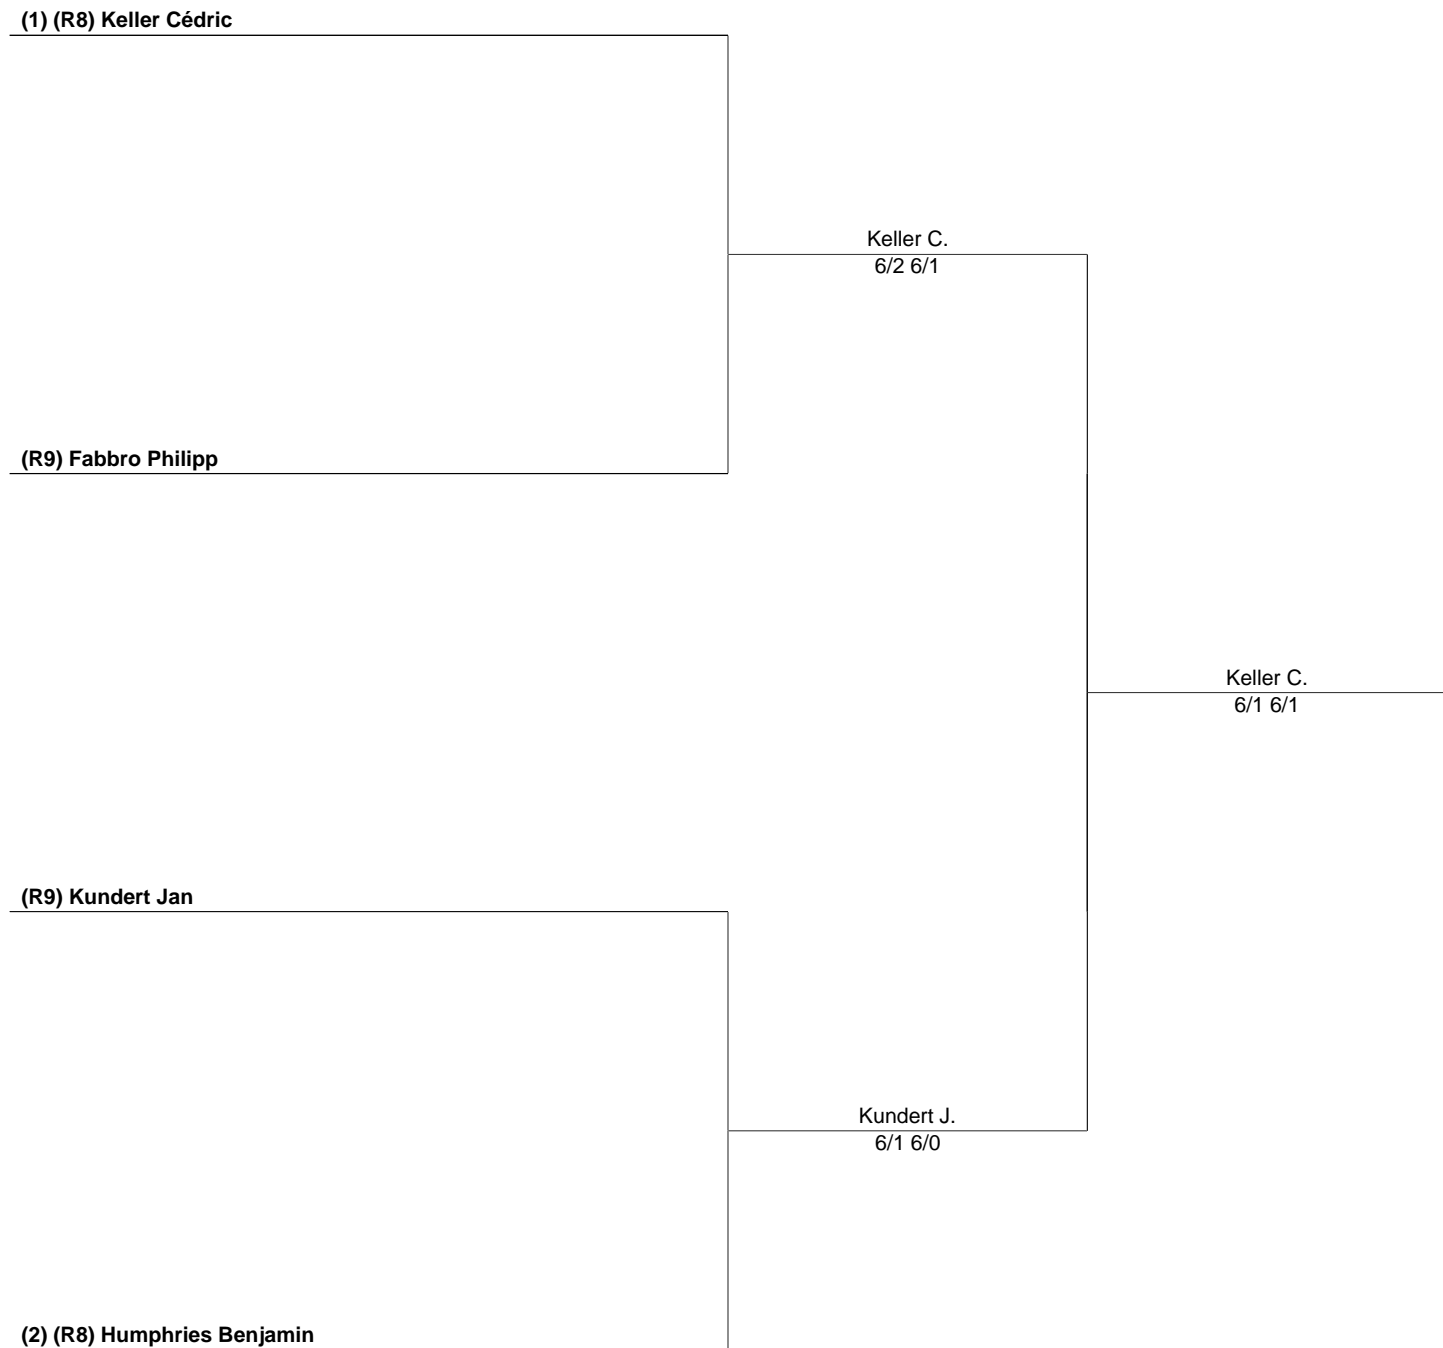 (1) (R8) Keller Cédric
Keller C.
6/2 6/1
(R9) Fabbro Philipp
Keller C.
6/1 6/1
(R9) Kundert Jan
Kundert J.
6/1 6/0
(2) (R8) Humphries Benjamin